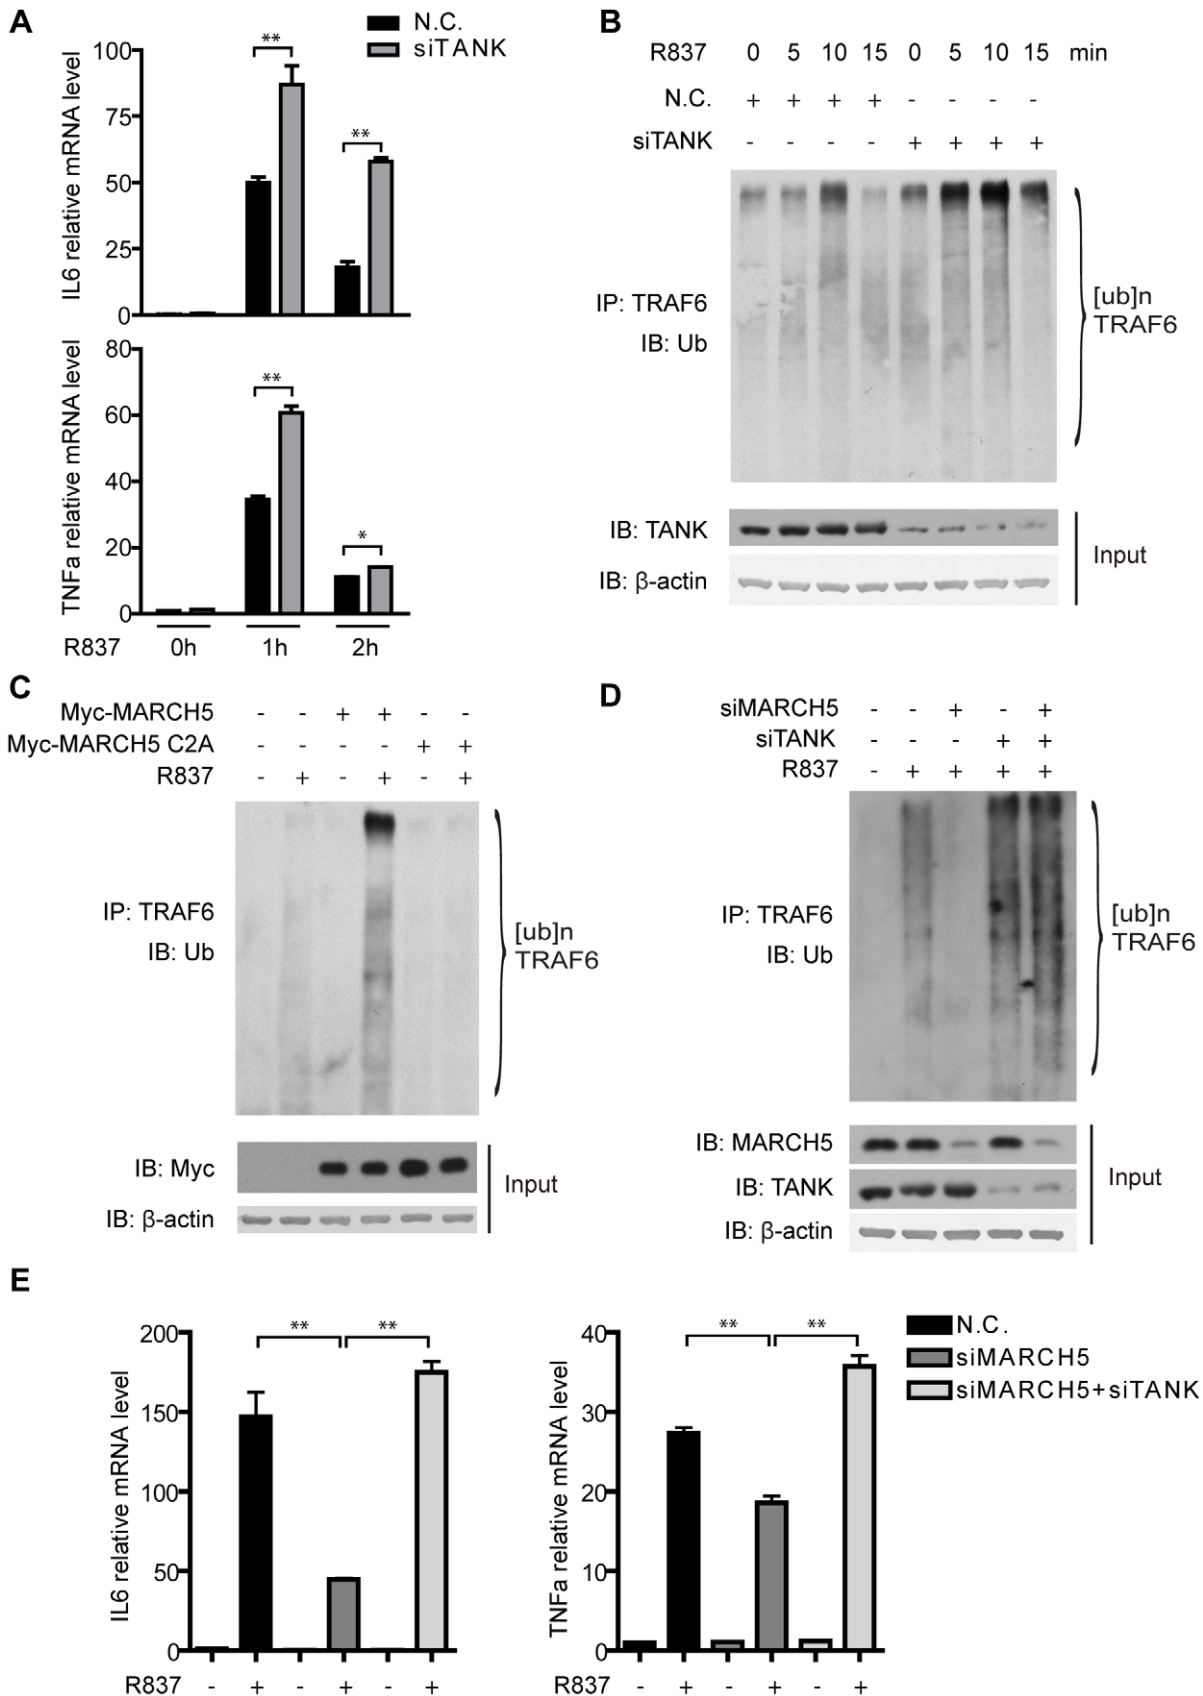 A
N.C.
siTANK
IL6 relative mRNA level
100
75
50
25
0
**
**
TNFa relative mRNA level
80
60
40
20
0
**
*
R837 0h 1h 2h
B
R837 0 5 10 15 0 5 10 15 min
N.C. + + + + - - - -
siTANK - - - - + + + +
IP: TRAF6
IB: Ub
[ub]n
TRAF6
IB: TANK
IB: β-actin
Input
C
Myc-MARCH5 - - + + - -
Myc-MARCH5 C2A - - - - + +
R837 - + - + - +
IP: TRAF6
IB: Ub
[ub]n
TRAF6
IB: Myc
IB: β-actin
Input
D
siMARCH5 - - + - +
siTANK - - - + +
R837 - + + + +
IP: TRAF6
IB: Ub
[ub]n
TRAF6
IB: MARCH5
IB: TANK
IB: β-actin
Input
E
IL6 relative mRNA level
200
150
100
50
0
** **
R837 - + - + - +
TNFa relative mRNA level
40
30
20
10
0
** **
R837 - + - + - +
N.C.
siMARCH5
siMARCH5+siTANK